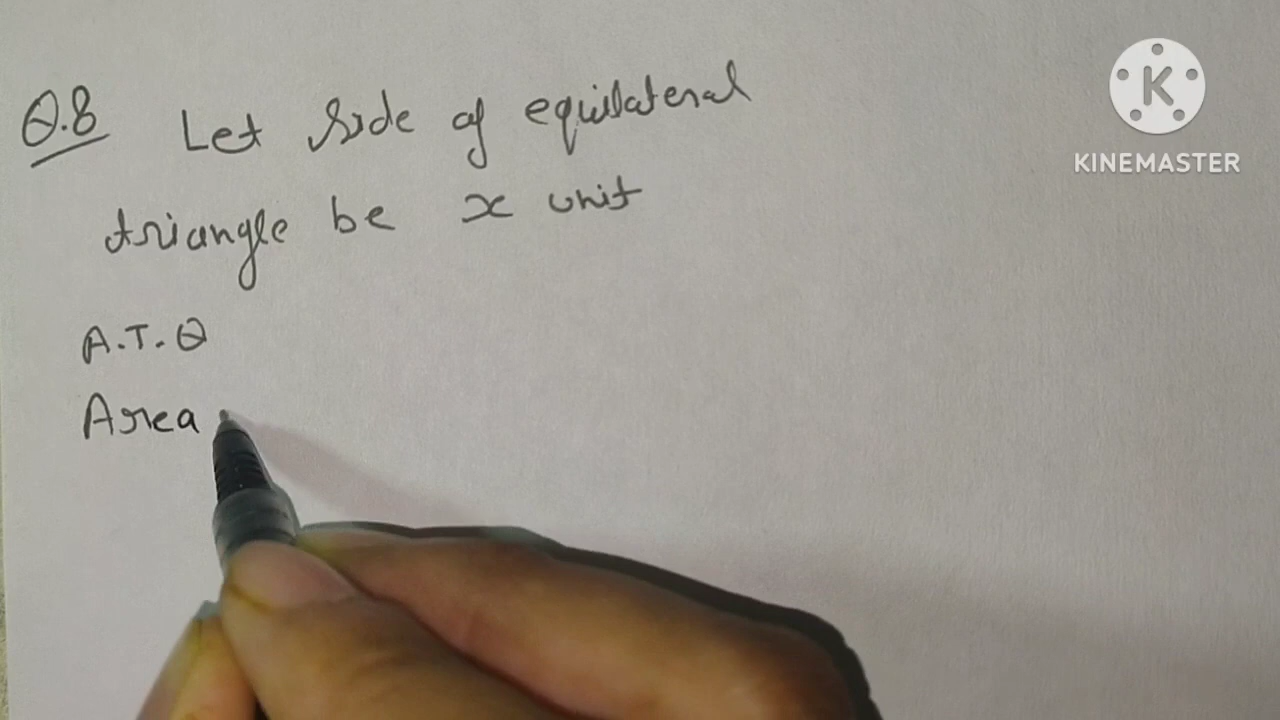 Q.8 Let side of equilateral
triangle be x unit
A.T.Q
Area
K
KINEMASTER